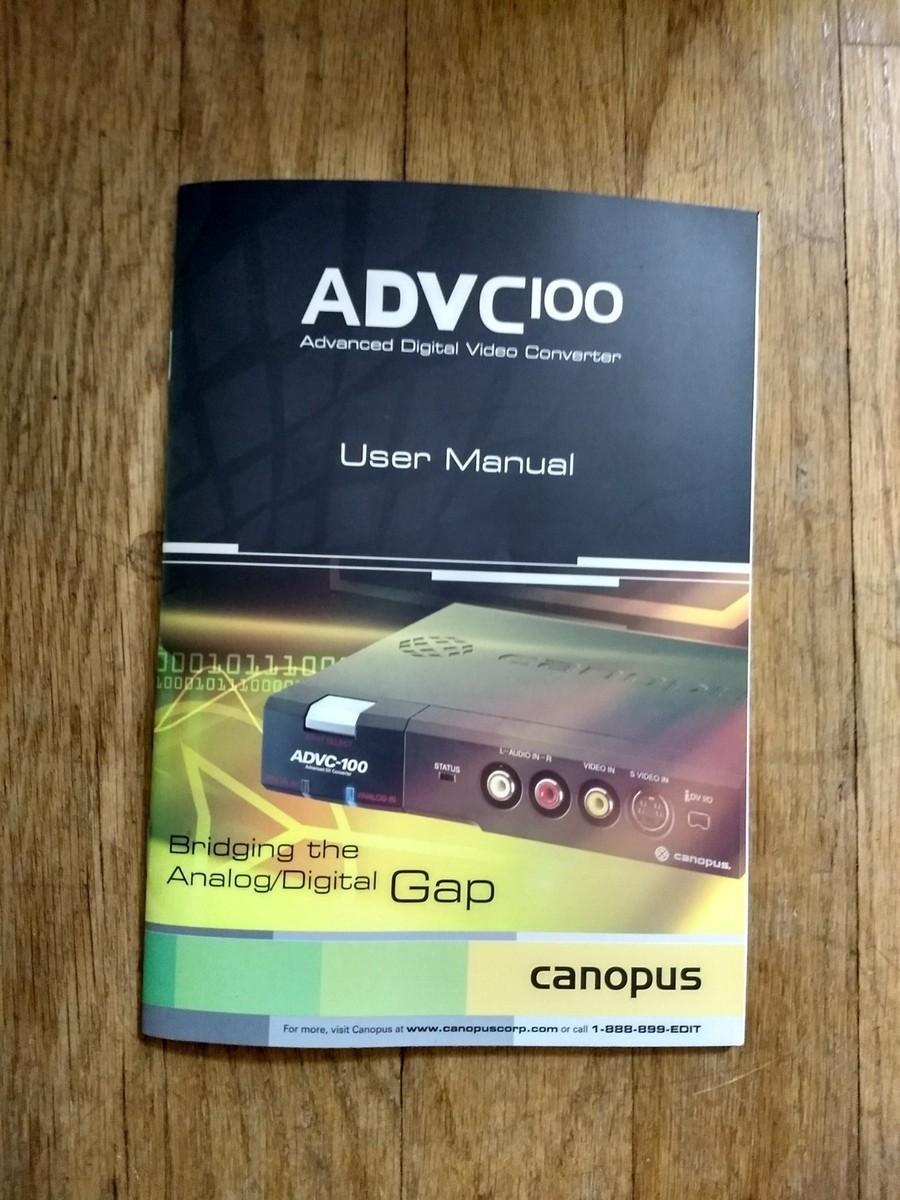 ADVC100
Advanced Digital Video Converter
User Manual
ADVC-100
STATUS
L-AUDIO IN-R
VIDEO IN
S VIDEO IN
DV I/O
ANALOG IN
canopus.
Bridging the
Analog/Digital Gap
canopus
For more, visit Canopus at www.canopuscorp.com or call 1-888-899-EDIT